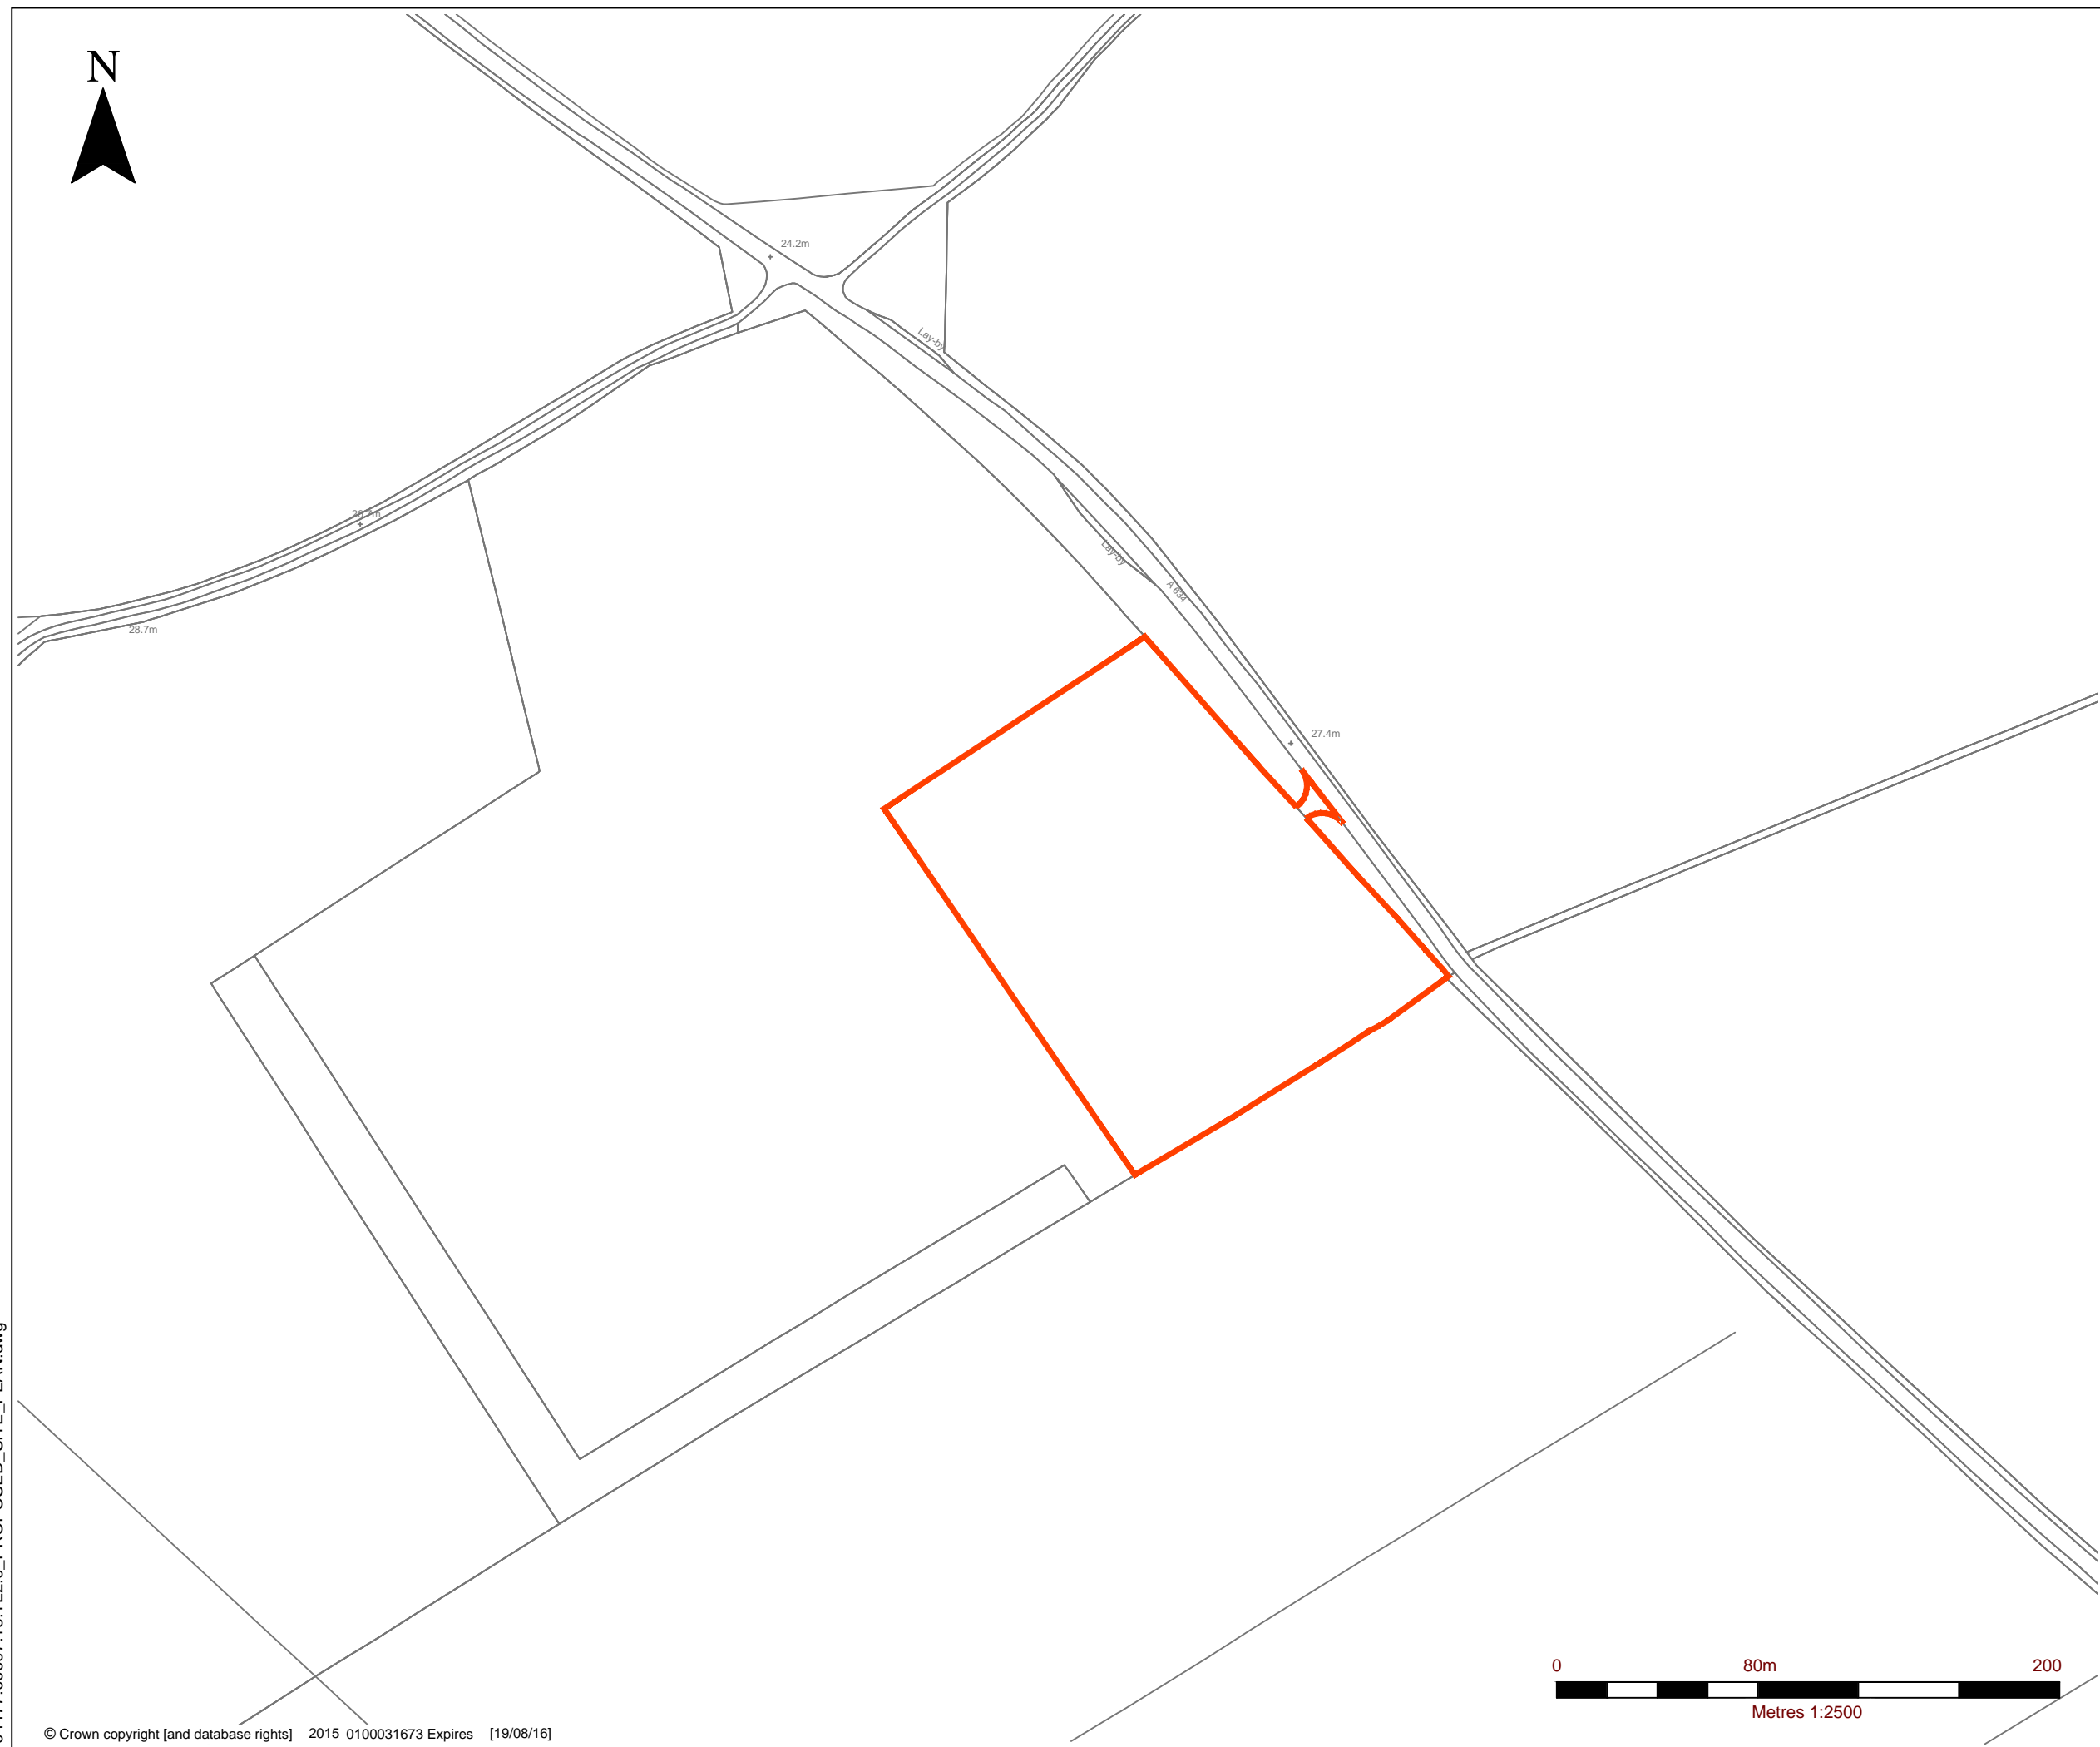 N
24.2m
Lay-by
Lay-by
A 634
28.7m
27.4m
0 80m 200
Metres 1:2500
© Crown copyright [and database rights] 2015 0100031673 Expires [19/08/16]